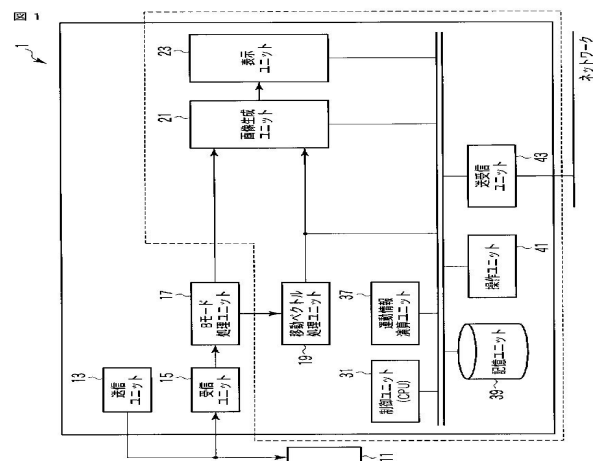 図 1
1
13
送信
ユニット
15
受信
ユニット
11
17
Bモード
処理ユニット
19
移動ベクトル
処理ユニット
21
画像生成
ユニット
23
表示
ユニット
31
制御ユニット
(CPU)
37
運動情報
演算ユニット
39
記憶ユニット
41
操作ユニット
43
送受信
ユニット
ネットワーク